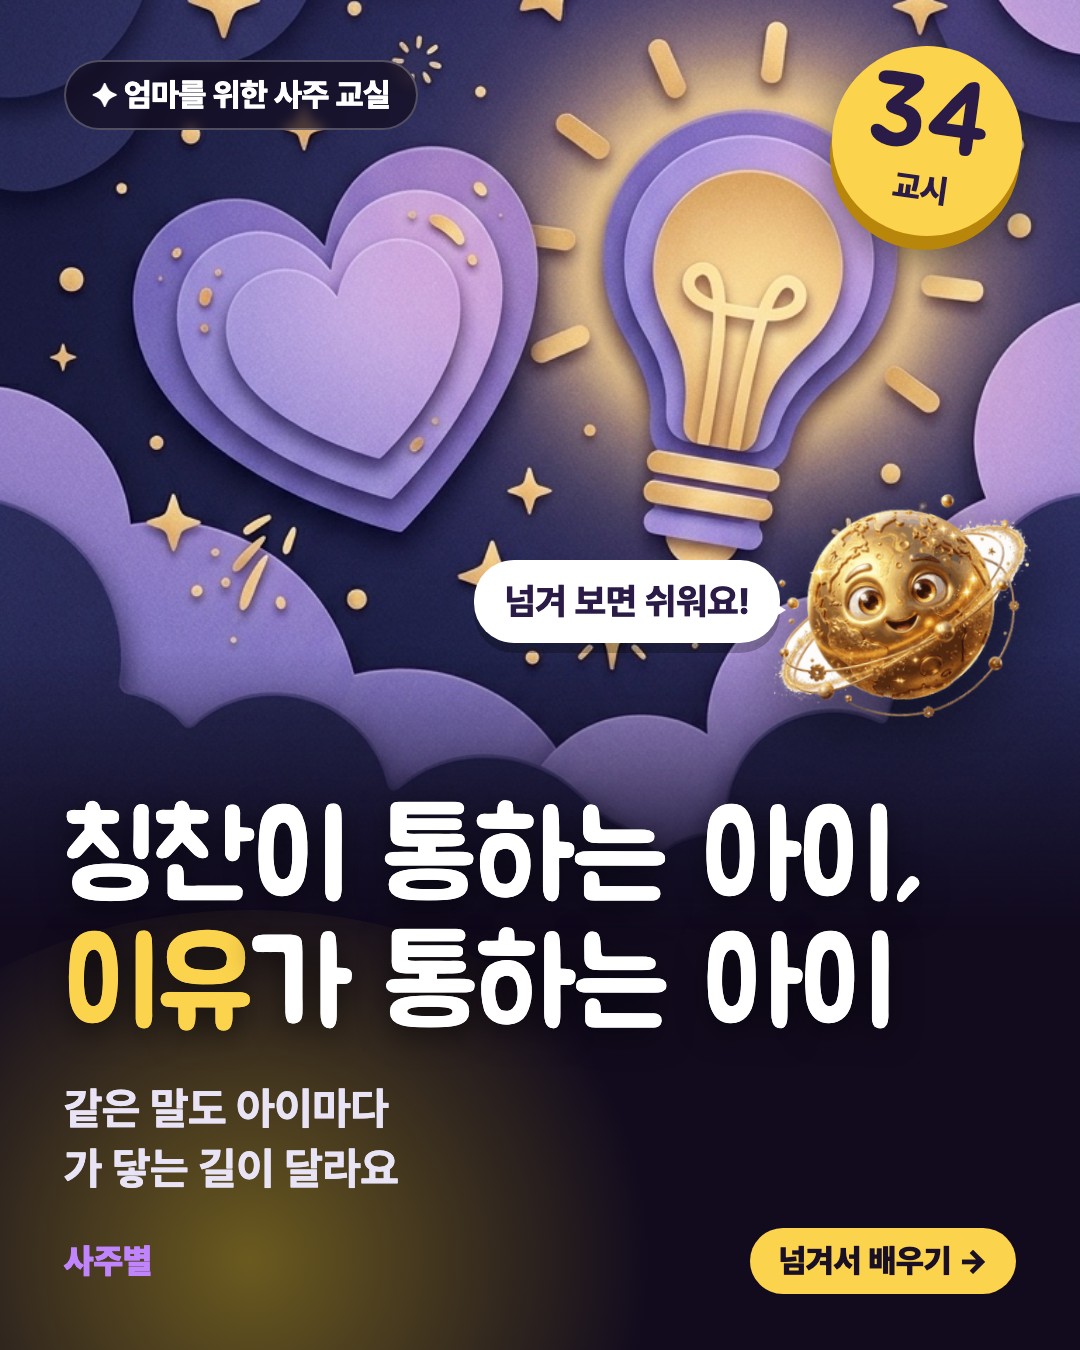 ✦ 엄마를 위한 사주 교실
34
교시
넘겨 보면 쉬워요!
칭찬이 통하는 아이,
이유가 통하는 아이
같은 말도 아이마다
가 닿는 길이 달라요
사주별
넘겨서 배우기 →